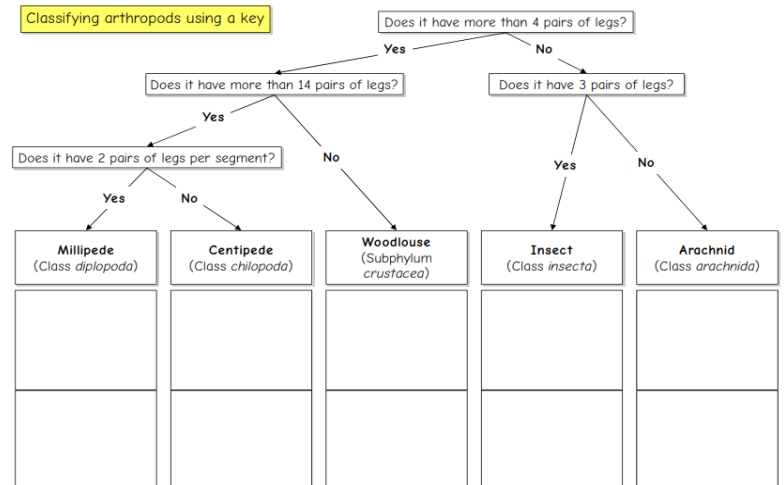 Classifying arthropods using a key
Does it have more than 4 pairs of legs?
Yes
No
Does it have more than 14 pairs of legs?
Does it have 3 pairs of legs?
Yes
No
Does it have 2 pairs of legs per segment?
Yes
No
Yes
No
Millipede
(Class diplopoda)
Centipede
(Class chilopoda)
Woodlouse
(Subphylum
crustacea)
Insect
(Class insecta)
Arachnid
(Class arachnida)